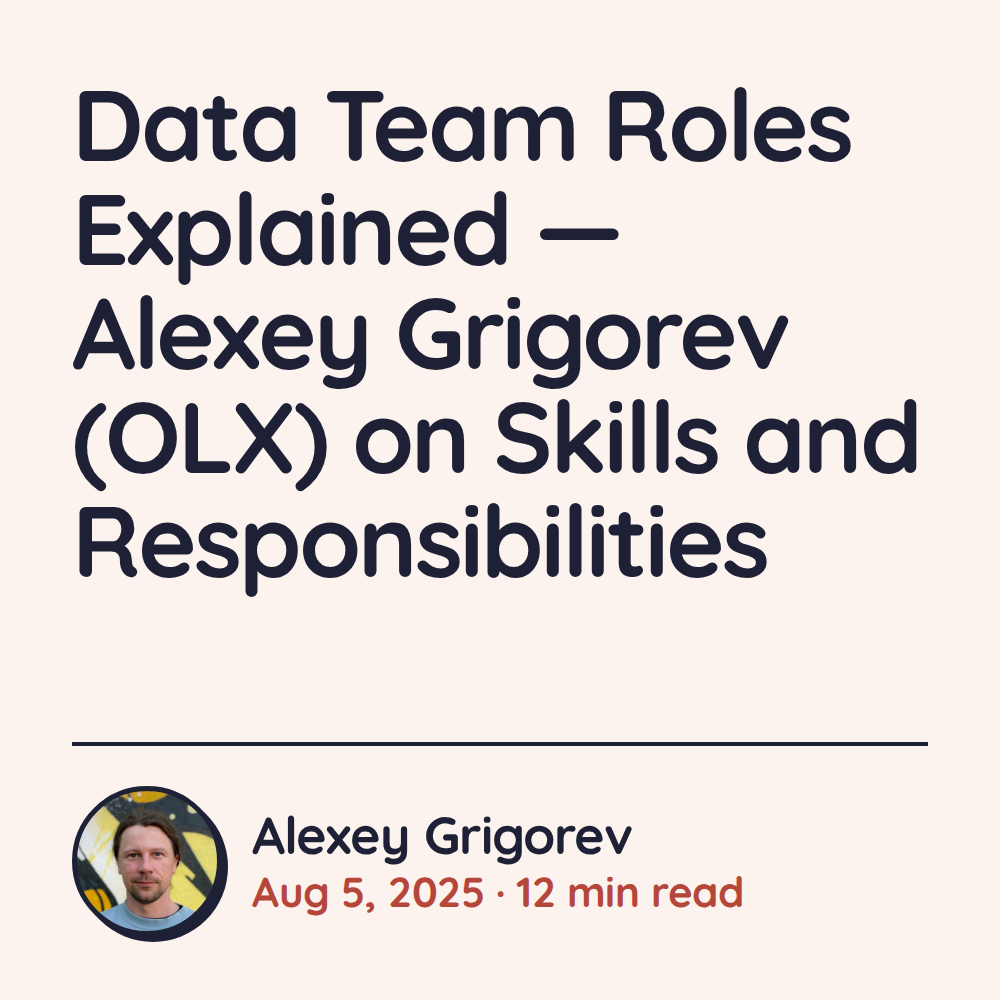 Data Team Roles
Explained —
Alexey Grigorev
(OLX) on Skills and
Responsibilities
Alexey Grigorev
Aug 5, 2025 · 12 min read